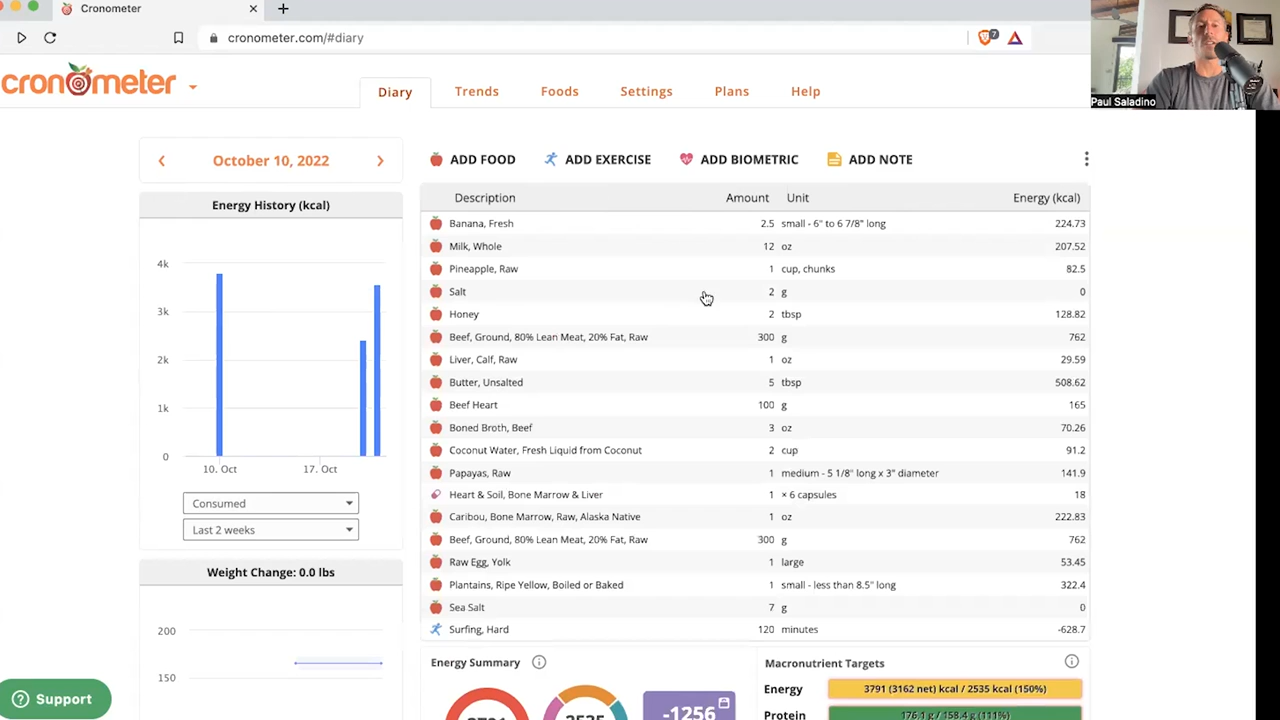 Cronometer
cronometer.com/#diary
7
cronometer
Diary
Trends
Foods
Settings
Plans
Help
Paul Saladino
October 10, 2022
ADD FOOD
ADD EXERCISE
ADD BIOMETRIC
ADD NOTE
Energy History (kcal)
4k
3k
2k
1k
0
10. Oct
17. Oct
Consumed
Last 2 weeks
Weight Change: 0.0 lbs
200
150
Support
Description Amount Unit Energy (kcal)
Banana, Fresh 2.5 small - 6" to 6 7/8" long 224.73
Milk, Whole 12 oz 207.52
Pineapple, Raw 1 cup, chunks 82.5
Salt 2 g 0
Honey 2 tbsp 128.82
Beef, Ground, 80% Lean Meat, 20% Fat, Raw 300 g 762
Liver, Calf, Raw 1 oz 29.59
Butter, Unsalted 5 tbsp 508.62
Beef Heart 100 g 165
Boned Broth, Beef 3 oz 70.26
Coconut Water, Fresh Liquid from Coconut 2 cup 91.2
Papayas, Raw 1 medium - 5 1/8" long x 3" diameter 141.9
Heart & Soil, Bone Marrow & Liver 1 × 6 capsules 18
Caribou, Bone Marrow, Raw, Alaska Native 1 oz 222.83
Beef, Ground, 80% Lean Meat, 20% Fat, Raw 300 g 762
Raw Egg, Yolk 1 large 53.45
Plantains, Ripe Yellow, Boiled or Baked 1 small - less than 8.5" long 322.4
Sea Salt 7 g 0
Surfing, Hard 120 minutes -628.7
Energy Summary
3791
2535
-1256
Macronutrient Targets
Energy 3791 (3162 net) kcal / 2535 kcal (150%)
Protein 176.1 g / 158.4 g (111%)